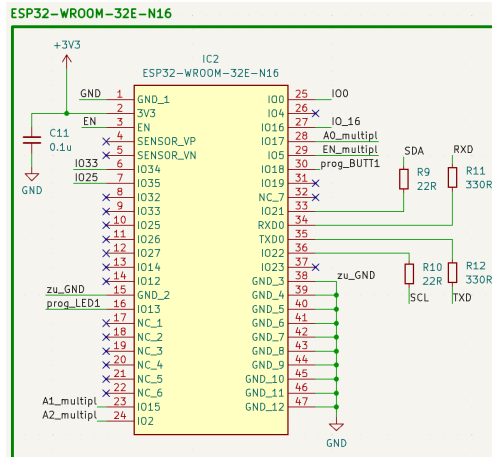 ESP32-WROOM-32E-N16
+3V3
IC2
ESP32-WROOM-32E-N16
GND 1 GND_1 IO0 25 IO0
2 3V3 IO4 26
EN 3 EN IO16 27 IO_16
4 SENSOR_VP IO17 28 A0_multipl
5 SENSOR_VN IO5 29 EN_multipl
IO33 6 IO34 IO18 30 prog_BUTT1
IO25 7 IO35 IO19 31
8 IO32 NC_7 32
9 IO33 IO21 33
10 IO25 RXD0 34
11 IO26 TXD0 35
12 IO27 IO22 36
13 IO14 IO23 37
14 IO12 GND_3 38 zu_GND
zu_GND 15 GND_2 GND_4 39
prog_LED1 16 IO13 GND_5 40
17 NC_1 GND_6 41
18 NC_2 GND_7 42
19 NC_3 GND_8 43
20 NC_4 GND_9 44
21 NC_5 GND_10 45
22 NC_6 GND_11 46
A1_multipl 23 IO15 GND_12 47
A2_multipl 24 IO2
C11
0.1u
GND
SDA
R9
22R
RXD
R11
330R
R10
22R
SCL
R12
330R
TXD
GND